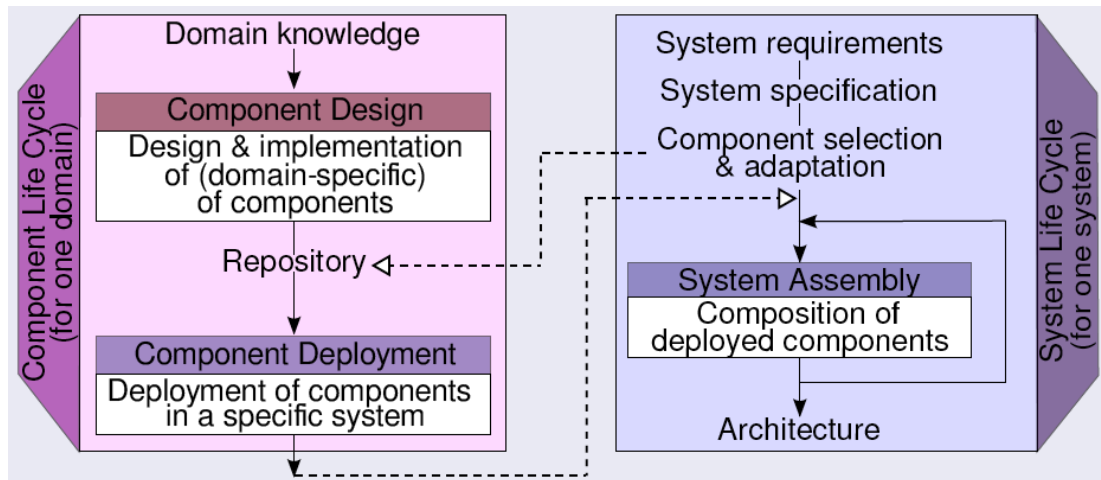 Component Life Cycle
(for one domain)
Domain knowledge
Component Design
Design & implementation
of (domain-specific)
of components
Repository
Component Deployment
Deployment of components
in a specific system
System requirements
System specification
Component selection
& adaptation
System Assembly
Composition of
deployed components
Architecture
System Life Cycle
(for one system)